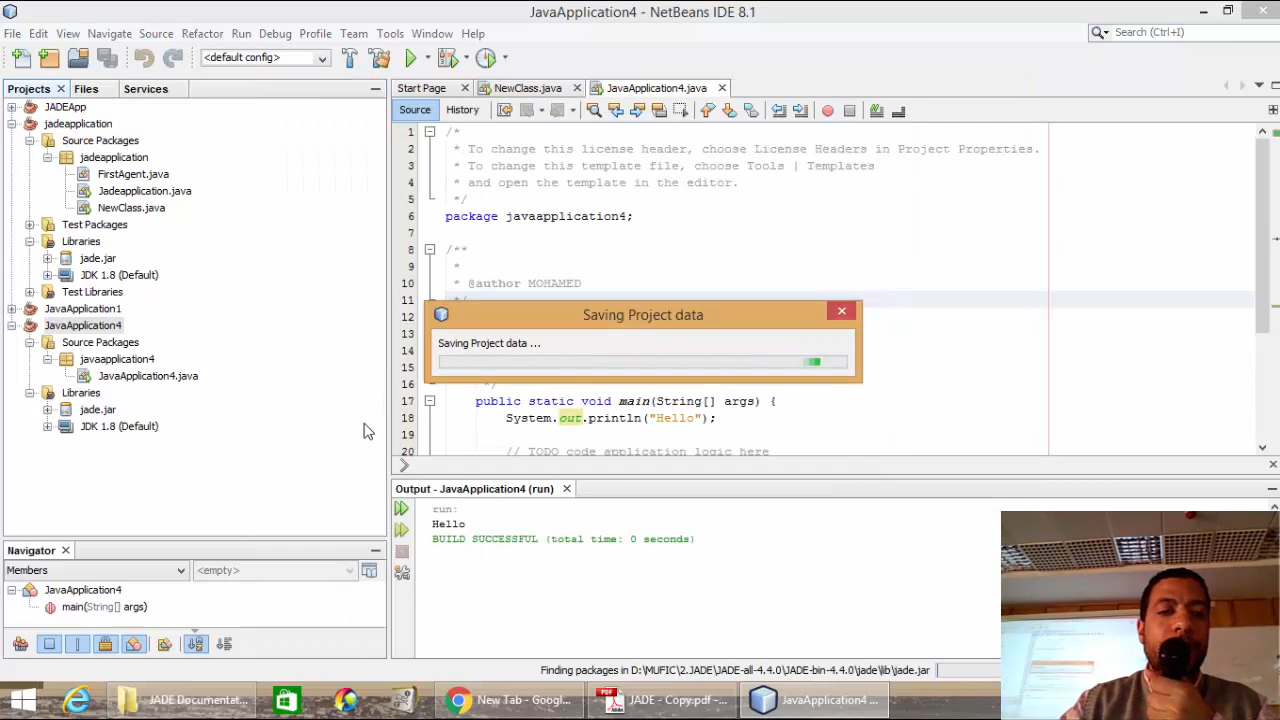 JavaApplication4 - NetBeans IDE 8.1
File Edit View Navigate Source Refactor Run Debug Profile Team Tools Window Help
Search (Ctrl+I)
<default config>
Projects Files Services
JADEApp
jadeapplication
Source Packages
jadeapplication
FirstAgent.java
Jadeapplication.java
NewClass.java
Test Packages
Libraries
jade.jar
JDK 1.8 (Default)
Test Libraries
JavaApplication1
JavaApplication4
Source Packages
javaapplication4
JavaApplication4.java
Libraries
jade.jar
JDK 1.8 (Default)
Start Page NewClass.java JavaApplication4.java
Source History
1 /*
2 * To change this license header, choose License Headers in Project Properties.
3 * To change this template file, choose Tools | Templates
4 * and open the template in the editor.
5 */
6 package javaapplication4;
7
8 /**
9 *
10 * @author MOHAMED
11 */
12
13
14
15
16 */
17 public static void main(String[] args) {
18 System.out.println("Hello");
19
20 // TODO code application logic here
Saving Project data
Saving Project data ...
Output - JavaApplication4 (run)
run:
Hello
BUILD SUCCESSFUL (total time: 0 seconds)
Navigator
Members <empty>
JavaApplication4
main(String[] args)
Finding packages in D:\MUFIC\2.JADE\JADE-all-4.4.0\JADE-bin-4.4.0\jade\lib\jade.jar
JADE Documentat...
New Tab - Googl...
JADE - Copy.pdf -...
JavaApplication4 ...